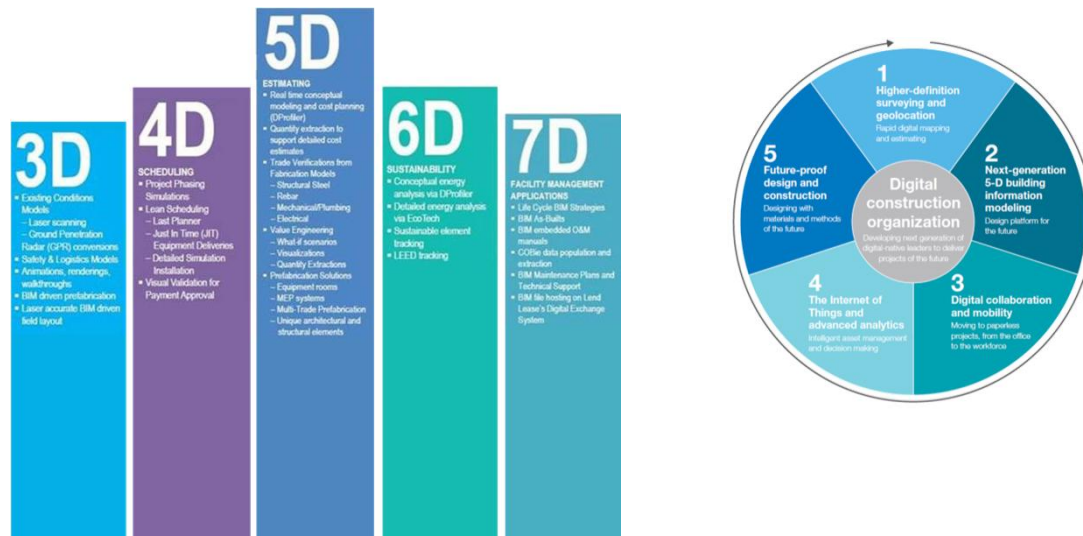 3D
▪ Existing Conditions
Models
– Laser scanning
– Ground Penetration
Radar (GPR) conversions
▪ Safety & Logistics Models
▪ Animations, renderings,
walkthroughs
▪ BIM driven prefabrication
▪ Laser accurate BIM driven
field layout
4D
SCHEDULING
▪ Project Phasing
Simulations
▪ Lean Scheduling
– Last Planner
– Just In Time (JIT)
Equipment Deliveries
– Detailed Simulation
Installation
▪ Visual Validation for
Payment Approval
5D
ESTIMATING
▪ Real time conceptual
modeling and cost planning
(DProfiler)
▪ Quantity extraction to
support detailed cost
estimates
▪ Trade Verifications from
Fabrication Models
– Structural Steel
– Rebar
– Mechanical/Plumbing
– Electrical
▪ Value Engineering
– What-if scenarios
– Visualizations
– Quantity Extractions
▪ Prefabrication Solutions
– Equipment rooms
– MEP systems
– Multi-Trade Prefabrication
– Unique architectural and
structural elements
6D
SUSTAINABILITY
▪ Conceptual energy
analysis via DProfiler
▪ Detailed energy analysis
via EcoTech
▪ Sustainable element
tracking
▪ LEED tracking
7D
FACILITY MANAGEMENT
APPLICATIONS
▪ Life Cycle BIM Strategies
▪ BIM As-Builts
▪ BIM embedded O&M
manuals
▪ COBie data population and
extraction
▪ BIM Maintenance Plans and
Technical Support
▪ BIM file hosting on Lend
Lease's Digital Exchange
System
1
Higher-definition
surveying and
geolocation
Rapid digital mapping
and estimating
2
Next-generation
5-D building
information
modeling
Design platform for
the future
3
Digital collaboration
and mobility
Moving to paperless
projects, from the office
to the workforce
4
The Internet of
Things and
advanced analytics
Intelligent asset management
and decision making
5
Future-proof
design and
construction
Designing with
materials and methods
of the future
Digital
construction
organization
Developing next generation of
digital-native leaders to deliver
projects of the future